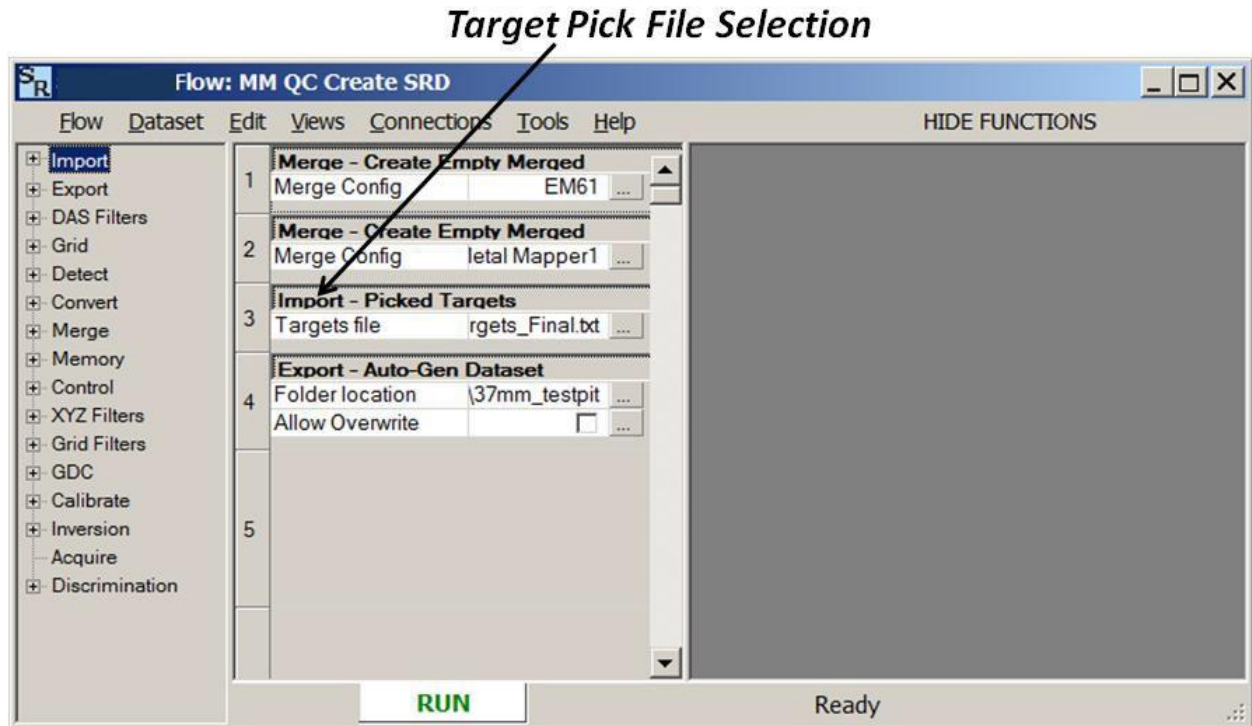 Target Pick File Selection
SR Flow: MM QC Create SRD
Flow Dataset Edit Views Connections Tools Help HIDE FUNCTIONS
Import
Export
DAS Filters
Grid
Detect
Convert
Merge
Memory
Control
XYZ Filters
Grid Filters
GDC
Calibrate
Inversion
Acquire
Discrimination
1
Merge - Create Empty Merged
Merge Config EM61 ...
2
Merge - Create Empty Merged
Merge Config letal Mapper1 ...
3
Import - Picked Targets
Targets file rgets_Final.txt ...
4
Export - Auto-Gen Dataset
Folder location \37mm_testpit ...
Allow Overwrite ...
5
RUN Ready